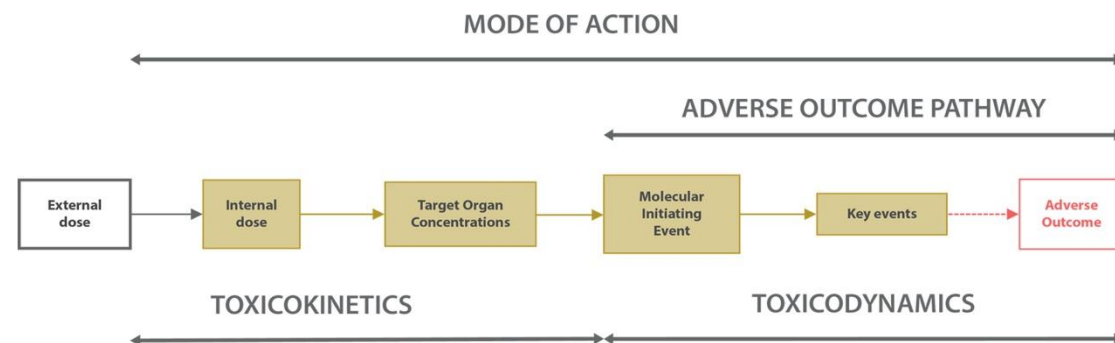 MODE OF ACTION
ADVERSE OUTCOME PATHWAY
External
dose
Internal
dose
Target Organ
Concentrations
Molecular
Initiating
Event
Key events
Adverse
Outcome
TOXICOKINETICS
TOXICODYNAMICS